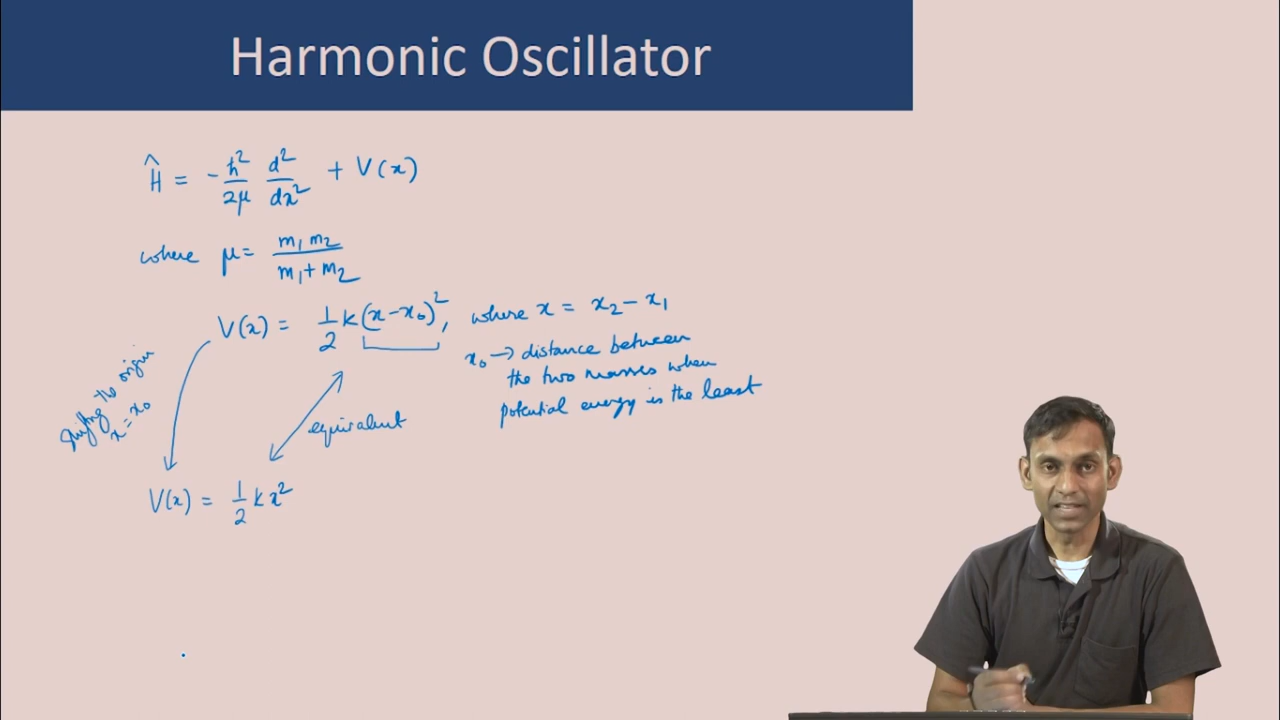 Harmonic Oscillator
Ĥ = -ħ²/2μ d²/dx² + V(x)
where μ = m₁m₂/m₁+m₂
V(x) = 1/2 k(x-x₀)², where x = x₂ - x₁
x₀ → distance between
the two masses when
potential energy is the least
Shifting the origin
x = x₀
equivalent
V(x) = 1/2 kx²